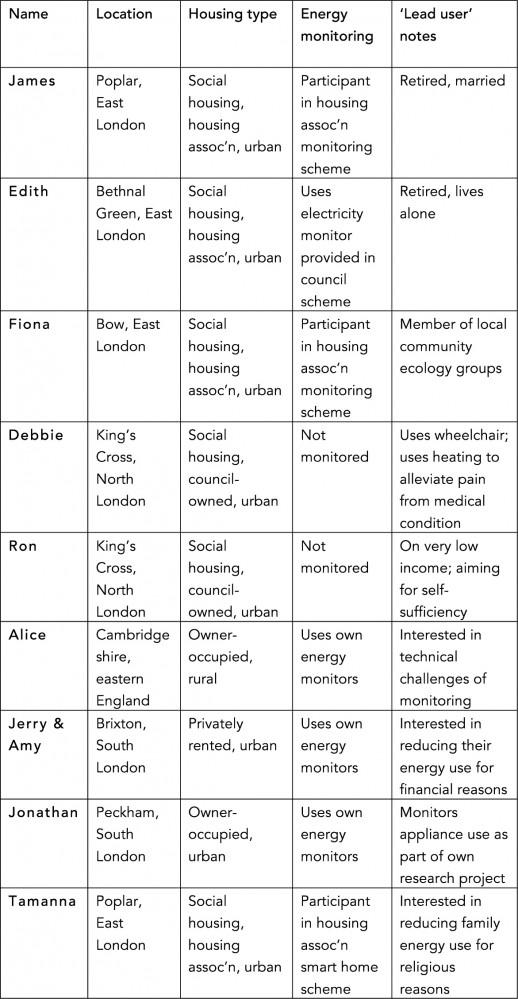 Name
Location
Housing type
Energy
monitoring
‘Lead user’
notes
James
Poplar,
East
London
Social
housing,
housing
assoc’n, urban
Participant
in housing
assoc’n
monitoring
scheme
Retired, married
Edith
Bethnal
Green, East
London
Social
housing,
housing
assoc’n, urban
Uses
electricity
monitor
provided in
council
scheme
Retired, lives
alone
Fiona
Bow, East
London
Social
housing,
housing
assoc’n, urban
Participant
in housing
assoc’n
monitoring
scheme
Member of local
community
ecology groups
Debbie
King’s
Cross,
North
London
Social
housing,
council-
owned, urban
Not
monitored
Uses wheelchair;
uses heating to
alleviate pain
from medical
condition
Ron
King’s
Cross,
North
London
Social
housing,
council-
owned, urban
Not
monitored
On very low
income; aiming
for self-
sufficiency
Alice
Cambridge
shire,
eastern
England
Owner-
occupied,
rural
Uses own
energy
monitors
Interested in
technical
challenges of
monitoring
Jerry &
Amy
Brixton,
South
London
Privately
rented, urban
Uses own
energy
monitors
Interested in
reducing their
energy use for
financial reasons
Jonathan
Peckham,
South
London
Owner-
occupied,
urban
Uses own
energy
monitors
Monitors
appliance use as
part of own
research project
Tamanna
Poplar,
East
London
Social
housing,
housing
assoc’n, urban
Participant
in housing
assoc’n
smart home
scheme
Interested in
reducing family
energy use for
religious
reasons